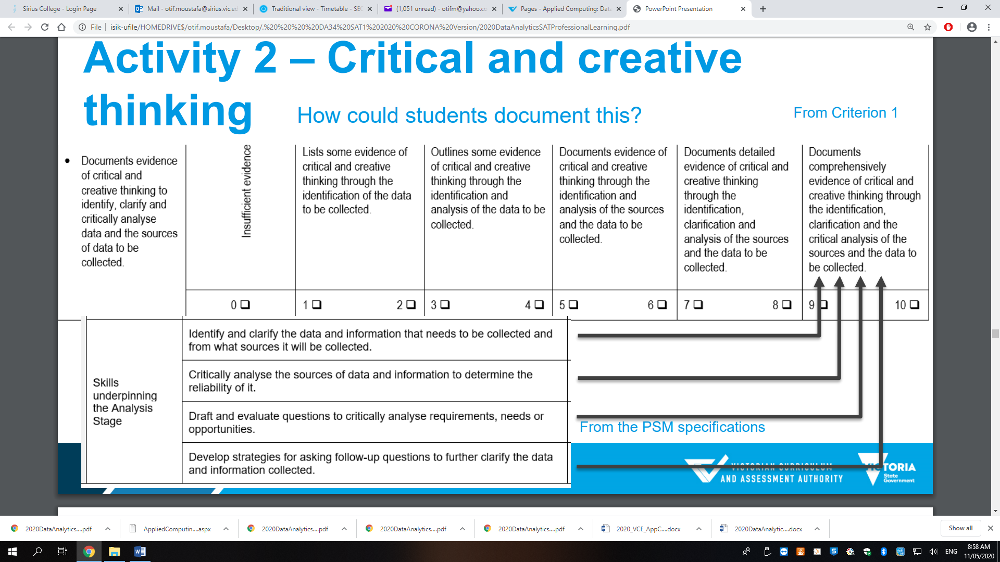 Sirius College - Login Page
Mail - otif.moustafa@sirius.vic.ed
Traditional view - Timetable - SEC
(1,051 unread) - otifm@yahoo.co
Pages - Applied Computing: Data
PowerPoint Presentation
File
isik-ufile/HOMEDRIVE$/otif.moustafa/Desktop/.%20%20%20%20DA34%20SAT1%202020%20CORONA%20Version/2020DataAnalyticsSATProfessionalLearning.pdf
Activity 2 – Critical and creative
thinking
How could students document this?
From Criterion 1
• Documents evidence
of critical and
creative thinking to
identify, clarify and
critically analyse
data and the sources
of data to be
collected.
Insufficient evidence
Lists some evidence of
critical and creative
thinking through the
identification of the data
to be collected.
Outlines some evidence
of critical and creative
thinking through the
identification and
analysis of the data to be
collected.
Documents evidence of
critical and creative
thinking through the
identification and
analysis of the sources
and the data to be
collected.
Documents detailed
evidence of critical and
creative thinking
through the
identification,
clarification and
analysis of the sources
and the data to be
collected.
Documents
comprehensively
evidence of critical and
creative thinking through
the identification,
clarification and the
critical analysis of the
sources and the data to
be collected.
0 ❑ 1 ❑ 2 ❑ 3 ❑ 4 ❑ 5 ❑ 6 ❑ 7 ❑ 8 ❑ 9 ❑ 10 ❑
Skills
underpinning
the Analysis
Stage
Identify and clarify the data and information that needs to be collected and
from what sources it will be collected.
Critically analyse the sources of data and information to determine the
reliability of it.
Draft and evaluate questions to critically analyse requirements, needs or
opportunities.
Develop strategies for asking follow-up questions to further clarify the data
and information collected.
From the PSM specifications
VICTORIAN CURRICULUM
AND ASSESSMENT AUTHORITY
VICTORIA
State
Government
2020DataAnalytics....pdf
AppliedComputin....aspx
2020DataAnalytics....pdf
2020DataAnalytics....pdf
2020DataAnalytics....pdf
2020_VCE_AppC....docx
2020DataAnalytic....docx
Show all
ENG
8:58 AM
11/05/2020